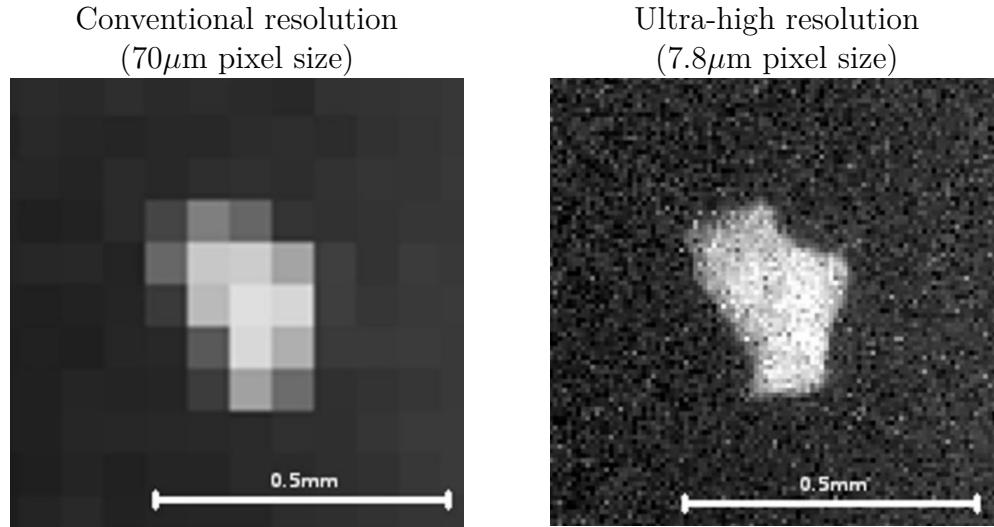 Conventional resolution
(70μm pixel size)
Ultra-high resolution
(7.8μm pixel size)
0.5mm
0.5mm